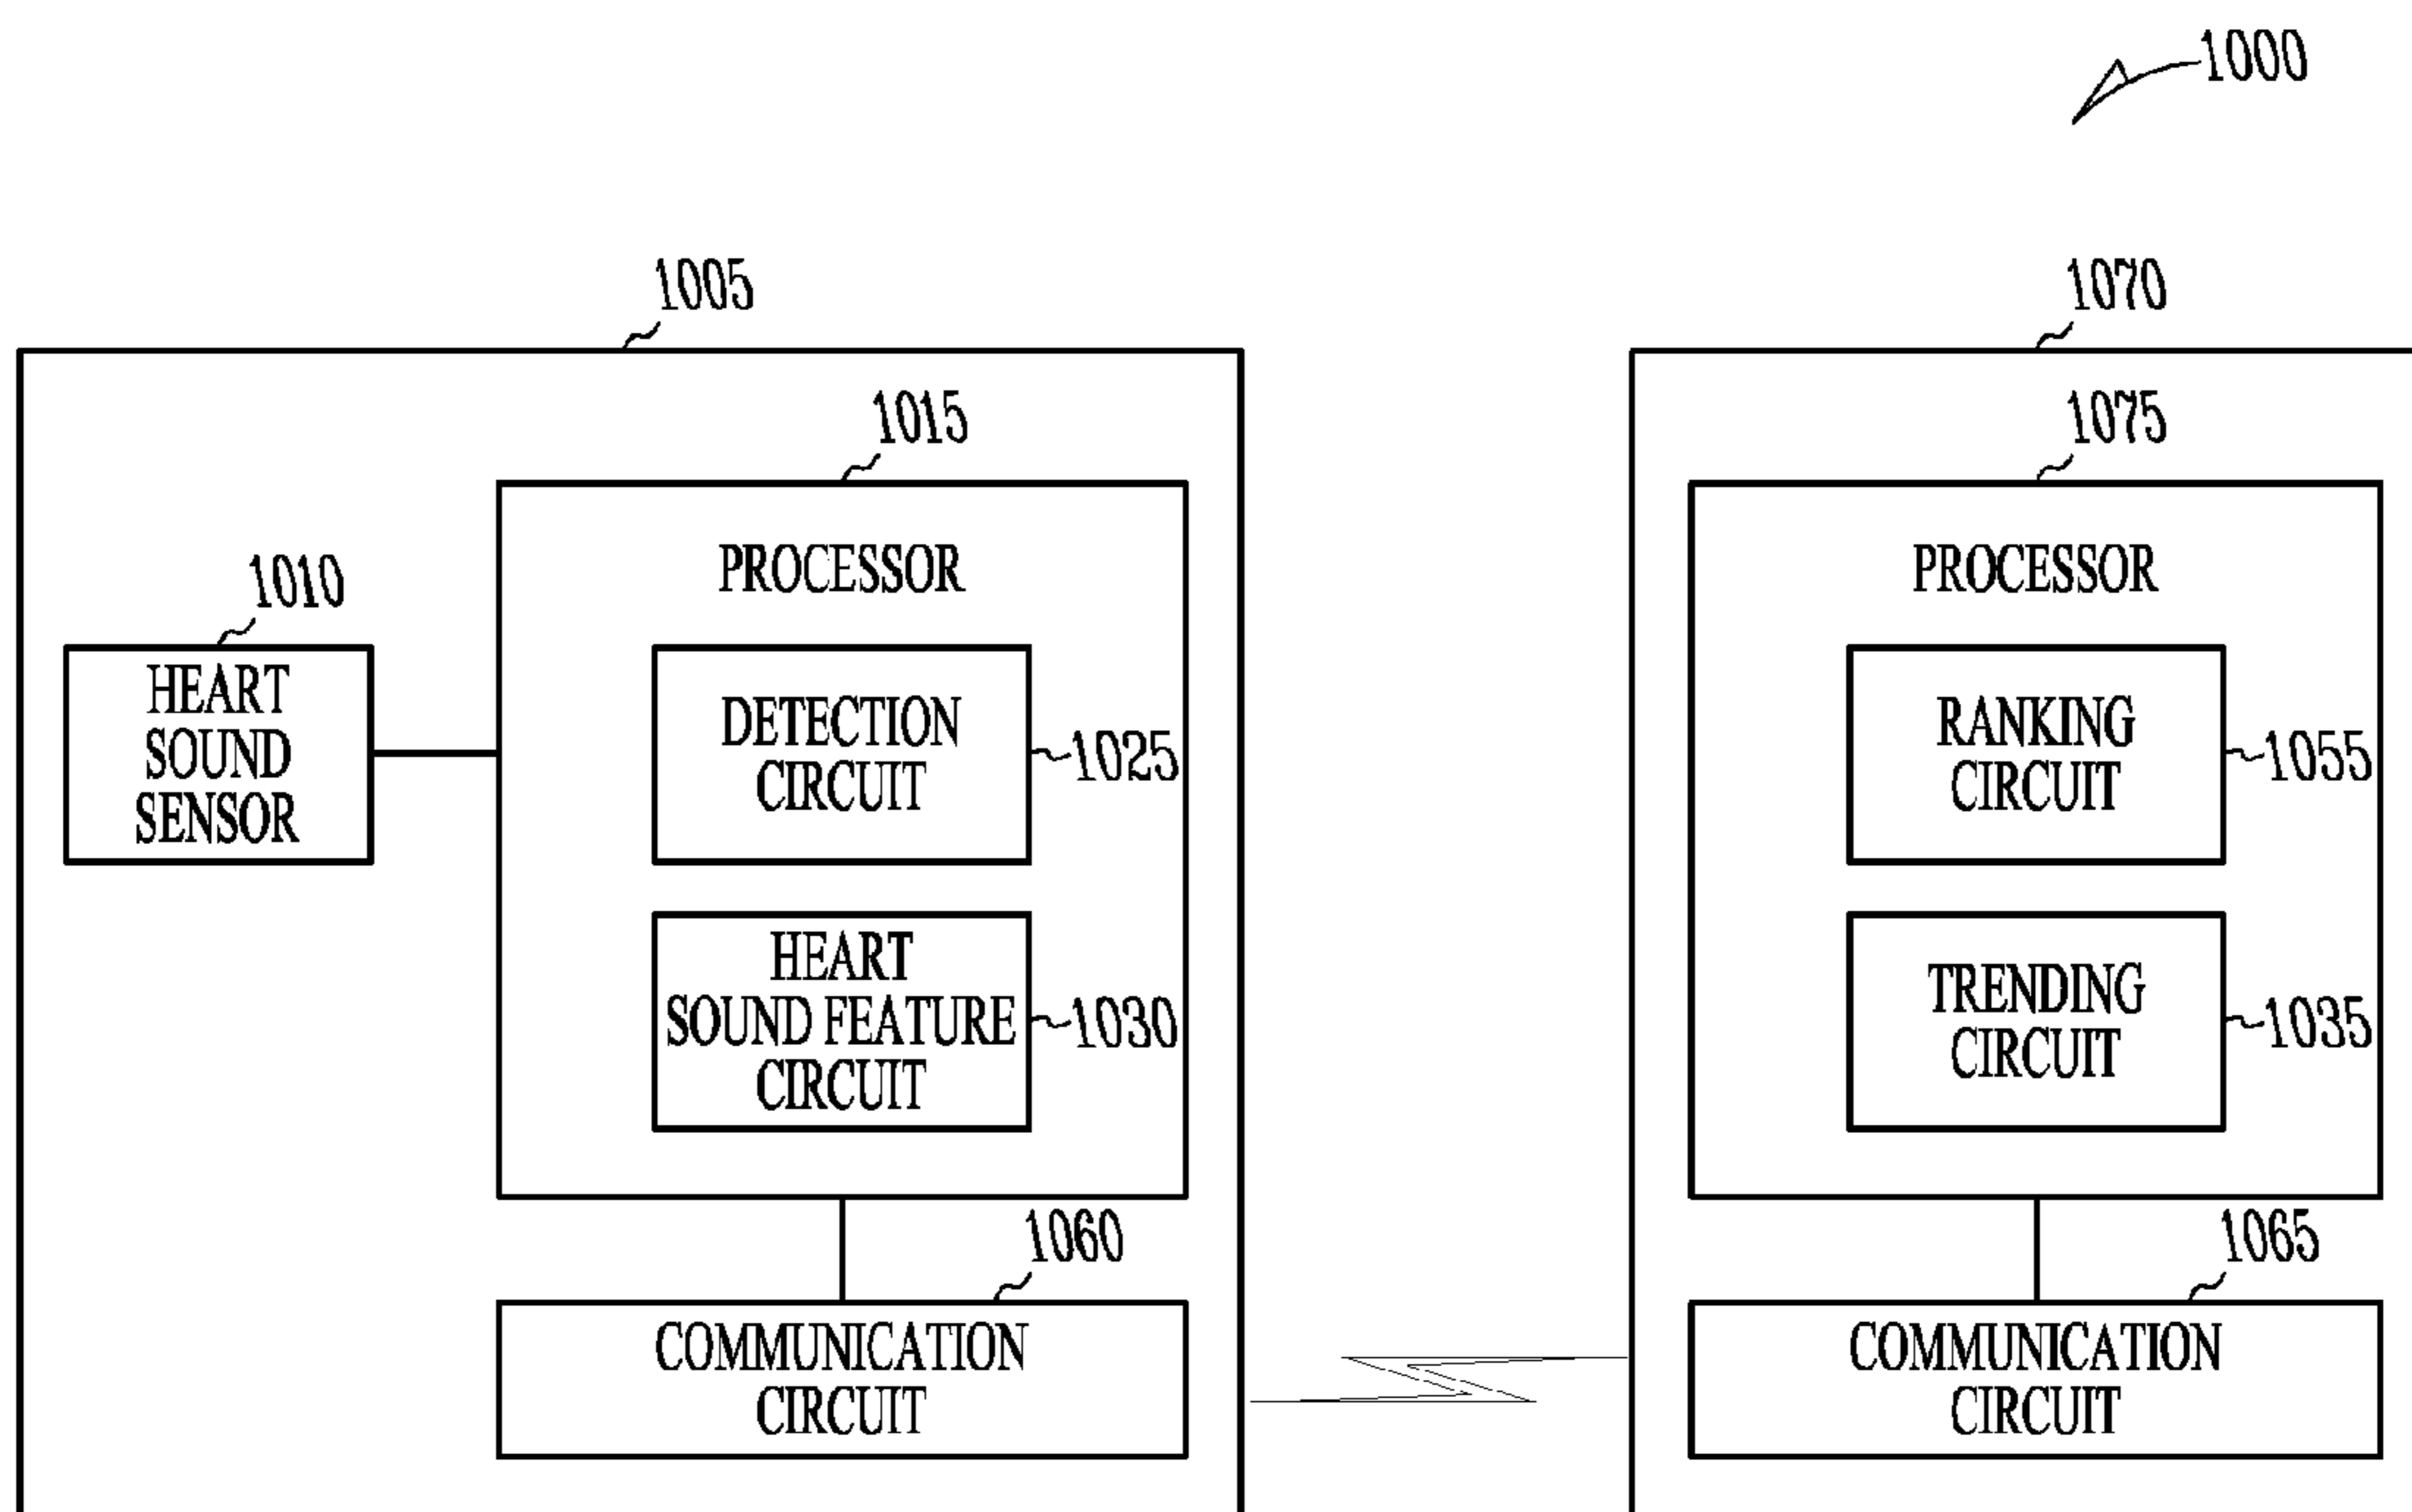 1000
1005
1070
1015
1075
1010
PROCESSOR
PROCESSOR
HEART
SOUND
SENSOR
DETECTION
CIRCUIT
1025
RANKING
CIRCUIT
1055
HEART
SOUND FEATURE
CIRCUIT
1030
TRENDING
CIRCUIT
1035
1060
1065
COMMUNICATION
CIRCUIT
COMMUNICATION
CIRCUIT